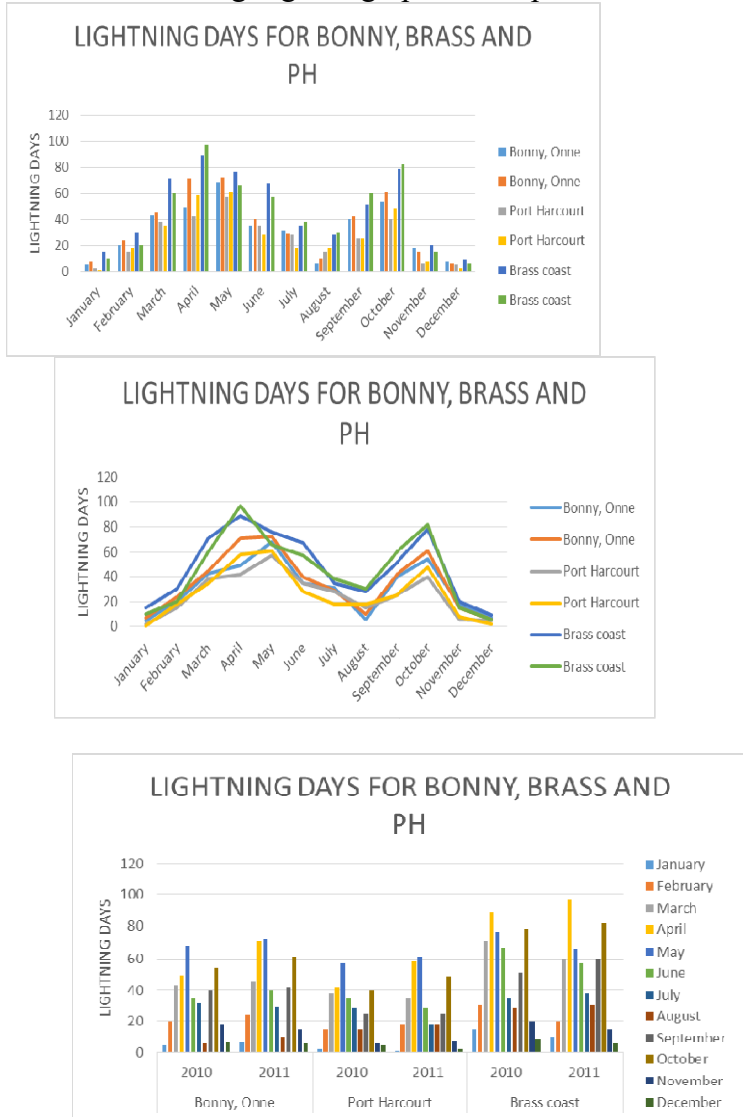 LIGHTNING DAYS FOR BONNY, BRASS AND
PH
LIGHTNING DAYS
120
100
80
60
40
20
0
January
February
March
April
May
June
July
August
September
October
November
December
Bonny, Onne
Bonny, Onne
Port Harcourt
Port Harcourt
Brass coast
Brass coast
LIGHTNING DAYS FOR BONNY, BRASS AND
PH
LIGHTNING DAYS
120
100
80
60
40
20
0
January
February
March
April
May
June
July
August
September
October
November
December
Bonny, Onne
Bonny, Onne
Port Harcourt
Port Harcourt
Brass coast
Brass coast
LIGHTNING DAYS FOR BONNY, BRASS AND
PH
LIGHTNING DAYS
120
100
80
60
40
20
0
2010 2011 2010 2011 2010 2011
Bonny, Onne Port Harcourt Brass coast
January
February
March
April
May
June
July
August
September
October
November
December